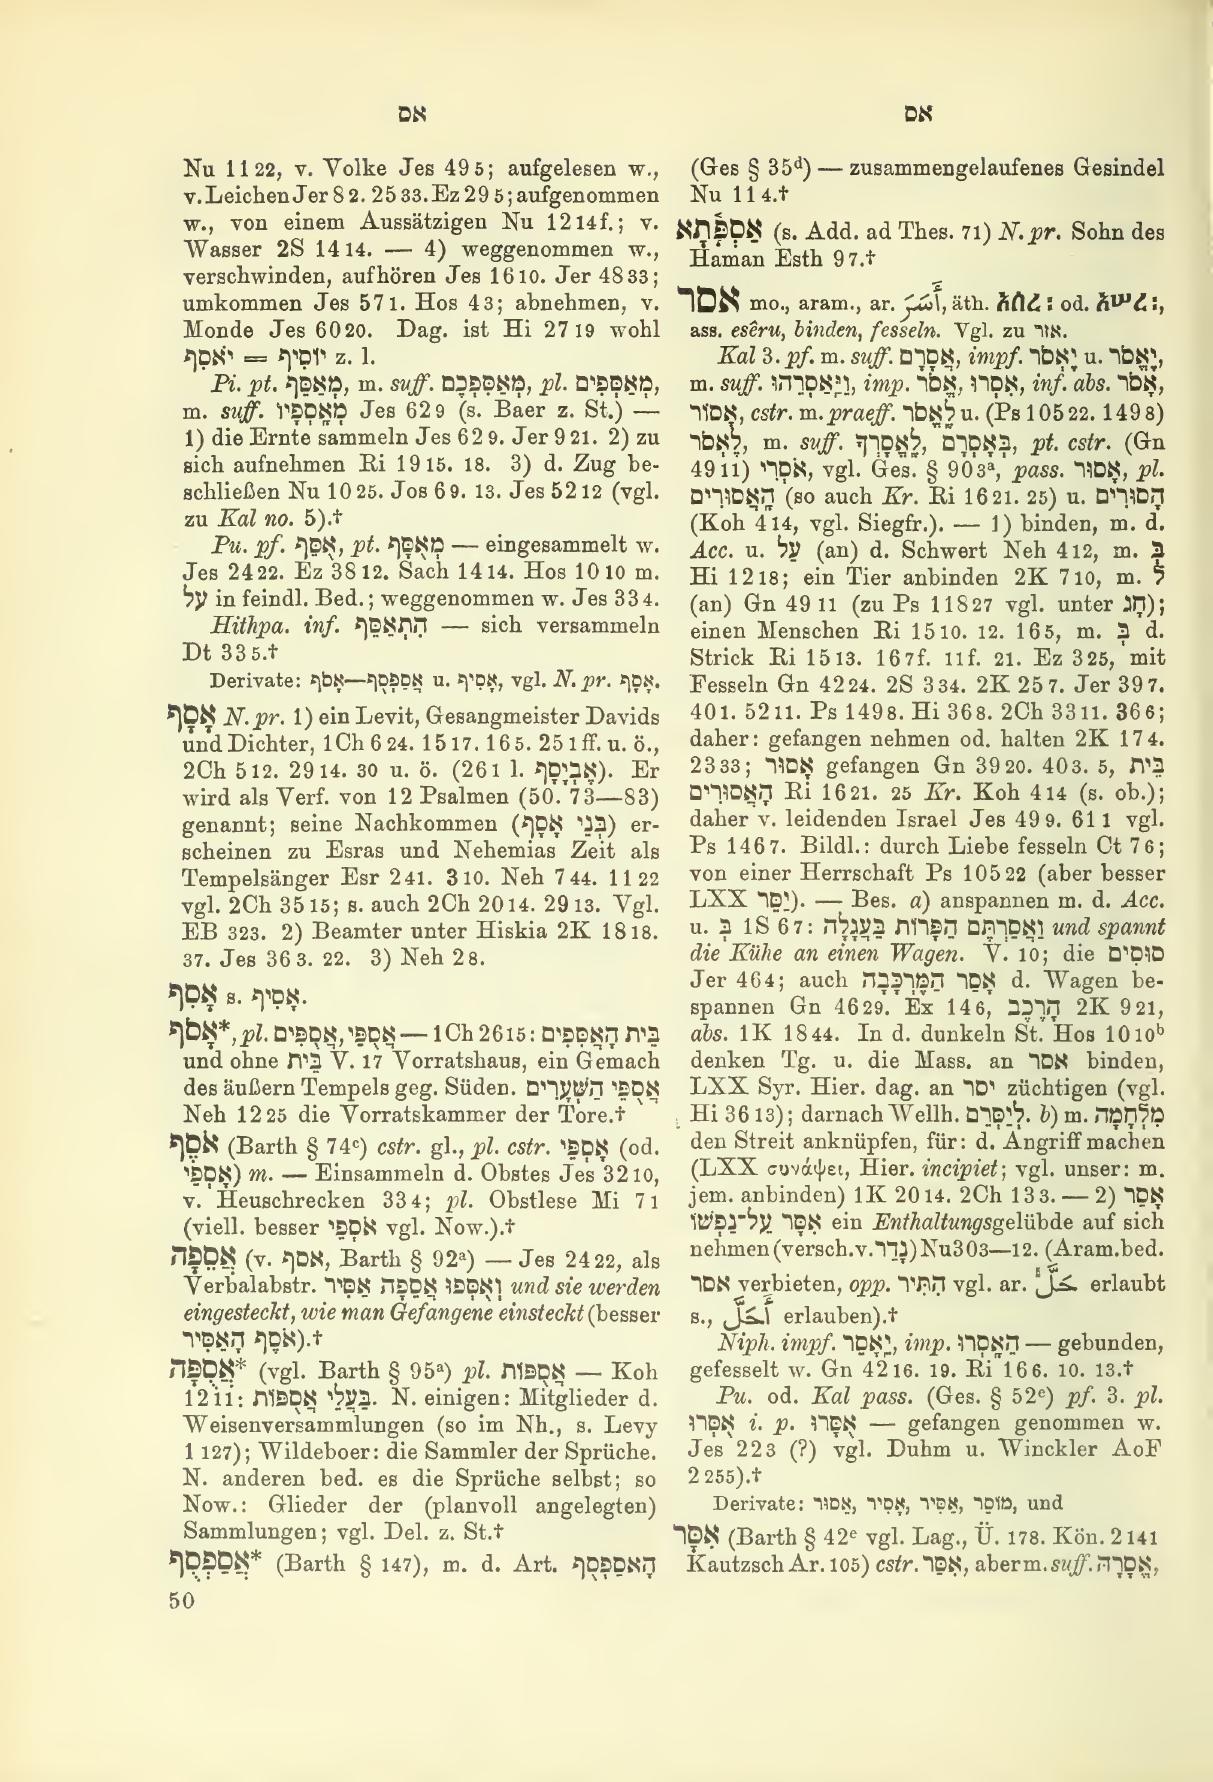 אס
אס
Nu 11 22, v. Volke Jes 49 5; aufgelesen w.,
v. Leichen Jer 8 2. 25 33. Ez 29 5; aufgenommen
w., von einem Aussätzigen Nu 12 14f.; v.
Wasser 2S 14 14. — 4) weggenommen w.,
verschwinden, aufhören Jes 16 10. Jer 48 33;
umkommen Jes 57 1. Hos 4 3; abnehmen, v.
Monde Jes 60 20. Dag. ist Hi 27 19 wohl
יֹאסִף = יוֹסִיף z. l.
Pi. pt. מְאַסֵּף, m. suff. מְאַסִּפְכֶם, pl. מְאַסְּפִים,
m. suff. מְאַסְפָיו Jes 62 9 (s. Baer z. St.) —
1) die Ernte sammeln Jes 62 9. Jer 9 21. 2) zu
sich aufnehmen Ri 19 15. 18. 3) d. Zug be-
schließen Nu 10 25. Jos 6 9. 13. Jes 52 12 (vgl.
zu Kal no. 5).†
Pu. pf. אֻסַּף, pt. מְאֻסָּף — eingesammelt w.
Jes 24 22. Ez 38 12. Sach 14 14. Hos 10 10 m.
עַל in feindl. Bed.; weggenommen w. Jes 33 4.
Hithpa. inf. הִתְאַסֵּף — sich versammeln
Dt 33 5.†
Derivate: אָסֹף—אֲסַפְסֻף u. אָסִיף, vgl. N. pr. אָסָף.
אָסָף N. pr. 1) ein Levit, Gesangmeister Davids
und Dichter, 1Ch 6 24. 15 17. 16 5. 25 1ff. u. ö.,
2Ch 5 12. 29 14. 30 u. ö. (26 1 l. אֶבְיָסָף). Er
wird als Verf. von 12 Psalmen (50. 73—83)
genannt; seine Nachkommen (בְּנֵי אָסָף) er-
scheinen zu Esras und Nehemias Zeit als
Tempelsänger Esr 2 41. 3 10. Neh 7 44. 11 22
vgl. 2Ch 35 15; s. auch 2Ch 20 14. 29 13. Vgl.
EB 323. 2) Beamter unter Hiskia 2K 18 18.
37. Jes 36 3. 22. 3) Neh 2 8.
אָסִף s. אָסִיף.
אָסֹף*, pl. אֲסֻפִּים, אֲסֻפֵּי — 1Ch 26 15: בֵּית הָאֲסֻפִּים
und ohne בֵּית V. 17 Vorratshaus, ein Gemach
des äußern Tempels geg. Süden. אֲסֻפֵּי הַשְּׁעָרִים
Neh 12 25 die Vorratskammer der Tore.†
אֹסֶף (Barth § 74c) cstr. gl., pl. cstr. אָסְפֵּי (od.
אָסְפֵי) m. — Einsammeln d. Obstes Jes 32 10,
v. Heuschrecken 33 4; pl. Obstlese Mi 7 1
(viell. besser אֹסְפֵי vgl. Now.).†
אֲסֵפָה (v. אסף, Barth § 92a) — Jes 24 22, als
Verbalabstr. וְאֻסְּפוּ אֲסֵפָה אַסִּיר und sie werden
eingesteckt, wie man Gefangene einsteckt (besser
אֹסֶף הָאַסִּיר).†
אֲסֻפָּה* (vgl. Barth § 95a) pl. אֲסֻפּוֹת — Koh
12 11: בַּעֲלֵי אֲסֻפּוֹת. N. einigen: Mitglieder d.
Weisenversammlungen (so im Nh., s. Levy
1 127); Wildeboer: die Sammler der Sprüche.
N. anderen bed. es die Sprüche selbst; so
Now.: Glieder der (planvoll angelegten)
Sammlungen; vgl. Del. z. St.†
אֲסַפְסֻף* (Barth § 147), m. d. Art. הָאסַפְסֻף
50
(Ges § 35d) — zusammengelaufenes Gesindel
Nu 11 4.†
אַסְפָּתָא (s. Add. ad Thes. 71) N. pr. Sohn des
Haman Esth 9 7.†
אסר mo., aram., ar. أَسَرَ, äth. አሰረ፡ od. አሠረ፡,
ass. esêru, binden, fesseln. Vgl. zu אזר.
Kal 3. pf. m. suff. אֲסָרָם, impf. יֶאְסֹר u. יֶאֱסֹר,
m. suff. וַיַּאַסְרֵהוּ, imp. אֱסֹר, אִסְרוּ, inf. abs. אָסֹר,
אָסוֹר, cstr. m. praeff. לֶאֱסֹר u. (Ps 105 22. 149 8)
לֶאְסֹר, m. suff. לֶאֱסָרְךָ, בְּאָסְרָם, pt. cstr. (Gn
49 11) אֹסְרִי, vgl. Ges. § 90 3a, pass. אָסוּר, pl.
הָאֲסוּרִים (so auch Kr. Ri 16 21. 25) u. הָסוּרִים
(Koh 4 14, vgl. Siegfr.). — 1) binden, m. d.
Acc. u. עַל (an) d. Schwert Neh 4 12, m. בְּ
Hi 12 18; ein Tier anbinden 2K 7 10, m. לְ
(an) Gn 49 11 (zu Ps 118 27 vgl. unter חָג);
einen Menschen Ri 15 10. 12. 16 5, m. בְּ d.
Strick Ri 15 13. 16 7f. 11f. 21. Ez 3 25, mit
Fesseln Gn 42 24. 2S 3 34. 2K 25 7. Jer 39 7.
40 1. 52 11. Ps 149 8. Hi 36 8. 2Ch 33 11. 36 6;
daher: gefangen nehmen od. halten 2K 17 4.
23 33; אָסוּר gefangen Gn 39 20. 40 3. 5, בֵּית
הָאֲסוּרִים Ri 16 21. 25 Kr. Koh 4 14 (s. ob.);
daher v. leidenden Israel Jes 49 9. 61 1 vgl.
Ps 146 7. Bildl.: durch Liebe fesseln Ct 7 6;
von einer Herrschaft Ps 105 22 (aber besser
LXX יַסֵּר). — Bes. a) anspannen m. d. Acc.
u. בְּ 1S 6 7: וַאֲסַרְתֶּם הַפָּרוֹת בַּעֲגָלָה und spannt
die Kühe an einen Wagen. V. 10; die סוּסִים
Jer 46 4; auch אָסַר הַמֶּרְכָּבָה d. Wagen be-
spannen Gn 46 29. Ex 14 6, הָרֶכֶב 2K 9 21,
abs. 1K 18 44. In d. dunkeln St. Hos 10 10b
denken Tg. u. die Mass. an אסר binden,
LXX Syr. Hier. dag. an יסר züchtigen (vgl.
Hi 36 13); darnach Wellh. לְיַסְּרָם. b) m. מִלְחָמָה
den Streit anknüpfen, für: d. Angriff machen
(LXX συνάψει, Hier. incipiet; vgl. unser: m.
jem. anbinden) 1K 20 14. 2Ch 13 3. — 2) אָסַר
אִסָּר עַל־נַפְשׁוֹ ein Enthaltungsgelübde auf sich
nehmen (versch. v. נָדַר) Nu 30 3—12. (Aram. bed.
אסר verbieten, opp. הִתִּיר vgl. ar. حَلَّ erlaubt
s., أَحَلَّ erlauben).†
Niph. impf. יֵאָסֵר, imp. הֵאָסְרוּ — gebunden,
gefesselt w. Gn 42 16. 19. Ri 16 6. 10. 13.†
Pu. od. Kal pass. (Ges. § 52e) pf. 3. pl.
אֻסְּרוּ i. p. אֻסָּרוּ — gefangen genommen w.
Jes 22 3 (?) vgl. Duhm u. Winckler AoF
2 255).†
Derivate: מוֹסֵר, אַסִּיר, אָסִיר, אֵסוּר, und
אִסָּר (Barth § 42e vgl. Lag., Ü. 178. Kön. 2 141
Kautzsch Ar. 105) cstr. אִסַּר, aber m. suff. אֱסָרָהּ,